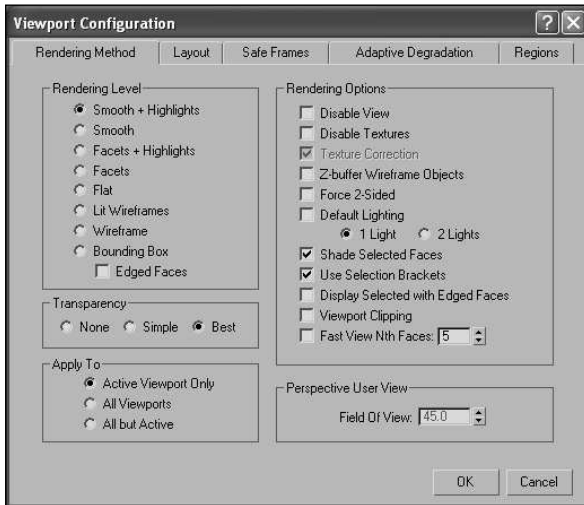 Viewport Configuration
Rendering Method Layout Safe Frames Adaptive Degradation Regions
Rendering Level
Smooth + Highlights
Smooth
Facets + Highlights
Facets
Flat
Lit Wireframes
Wireframe
Bounding Box
Edged Faces
Transparency
None Simple Best
Apply To
Active Viewport Only
All Viewports
All but Active
Rendering Options
Disable View
Disable Textures
Texture Correction
Z-buffer Wireframe Objects
Force 2-Sided
Default Lighting
1 Light 2 Lights
Shade Selected Faces
Use Selection Brackets
Display Selected with Edged Faces
Viewport Clipping
Fast View Nth Faces: 5
Perspective User View
Field Of View: 45.0
OK Cancel